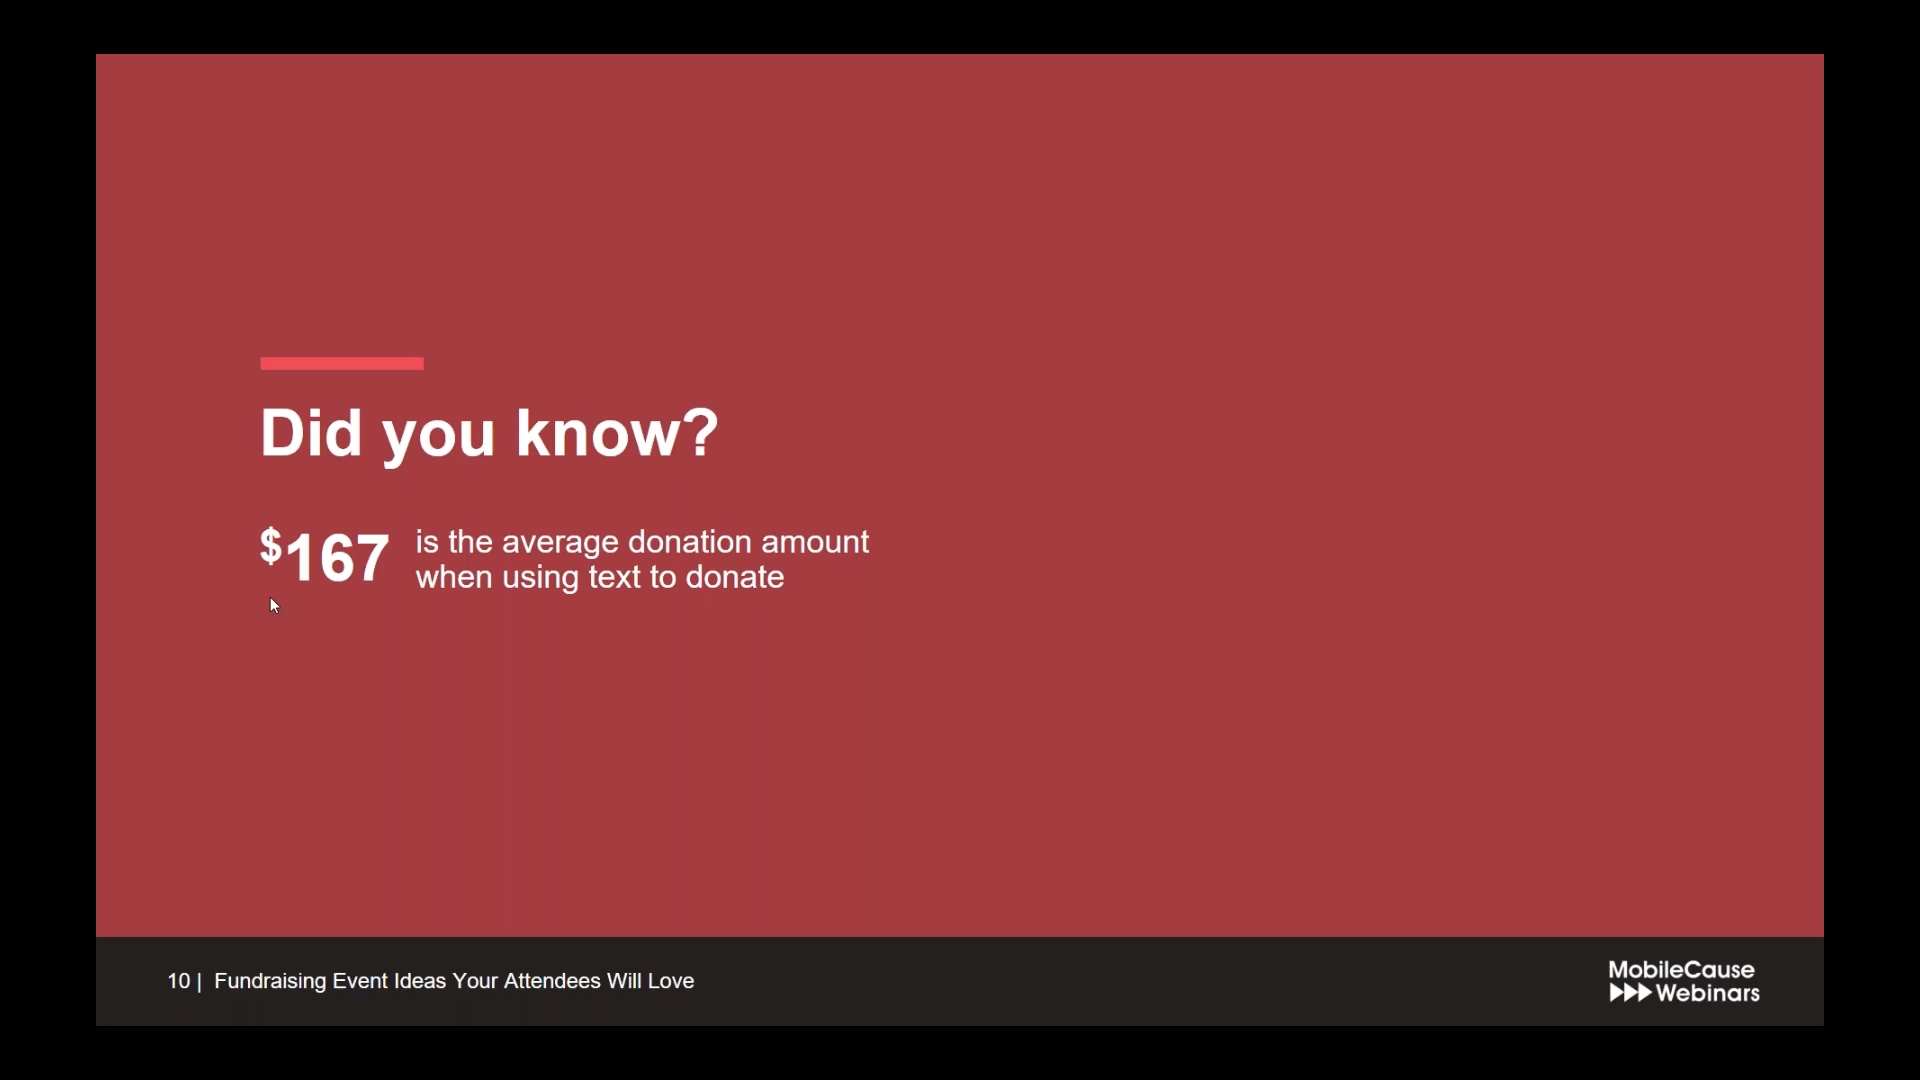 Did you know?
$167 is the average donation amount
when using text to donate
10 | Fundraising Event Ideas Your Attendees Will Love
MobileCause
Webinars